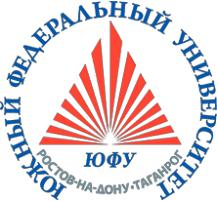 ЮЖНЫЙ ФЕДЕРАЛЬНЫЙ УНИВЕРСИТЕТ
ЮФУ
РОСТОВ-НА-ДОНУ·ТАГАНРОГ